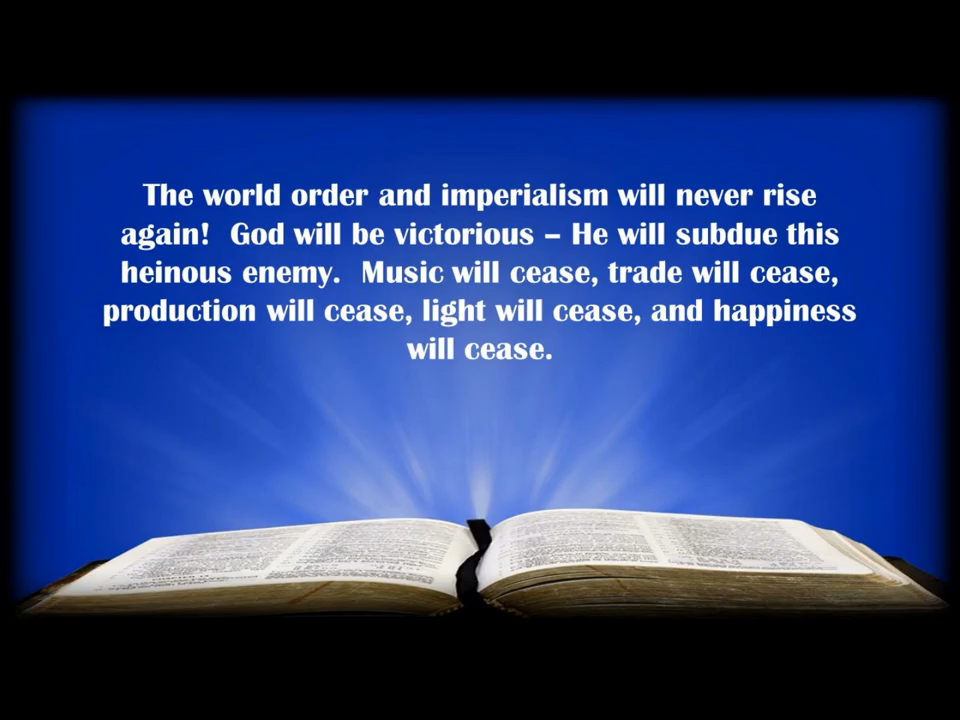 The world order and imperialism will never rise
again!  God will be victorious – He will subdue this
heinous enemy.  Music will cease, trade will cease,
production will cease, light will cease, and happiness
will cease.